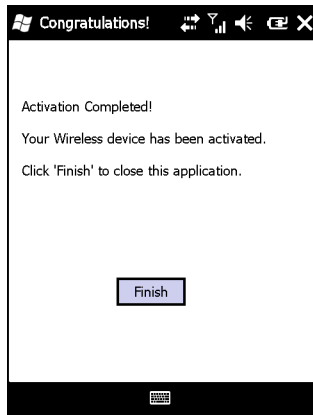 Congratulations!
Activation Completed!
Your Wireless device has been activated.
Click 'Finish' to close this application.
Finish